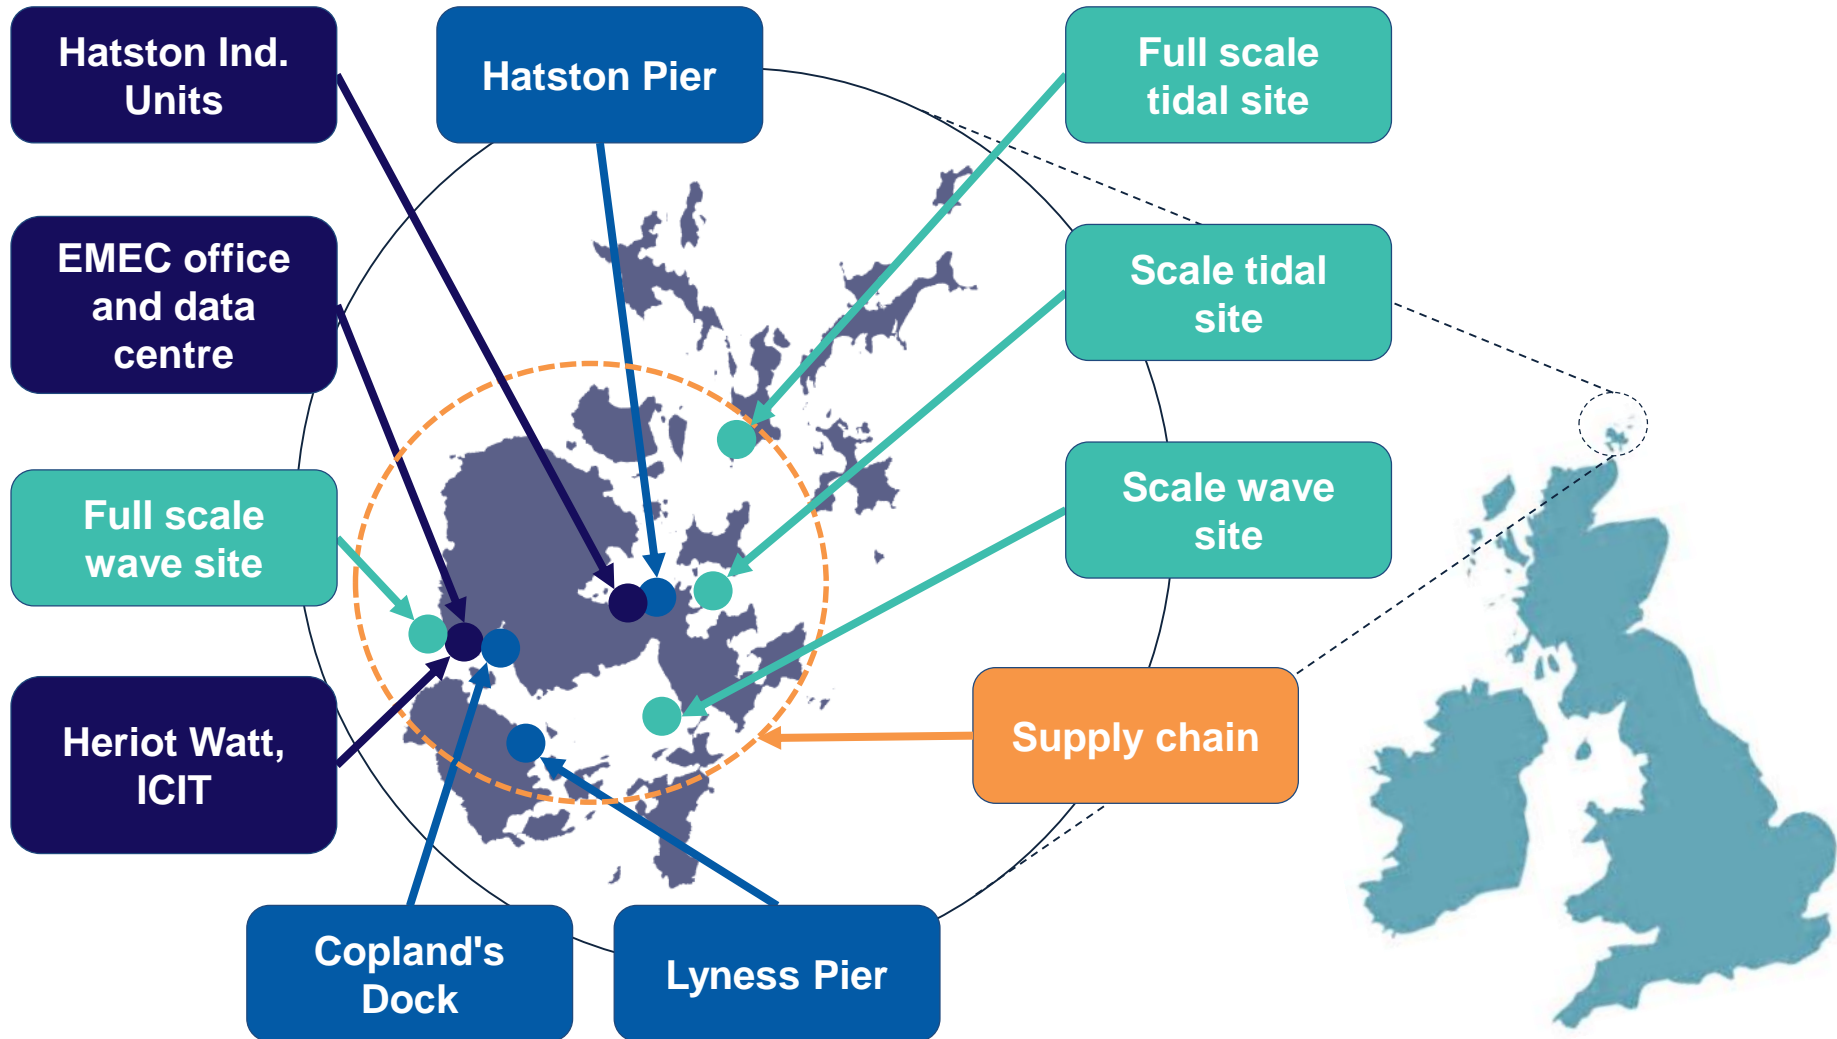 Hatston Ind.
Units
Hatston Pier
Full scale
tidal site
EMEC office
and data
centre
Scale tidal
site
Full scale
wave site
Scale wave
site
Heriot Watt,
ICIT
Supply chain
Copland's
Dock
Lyness Pier